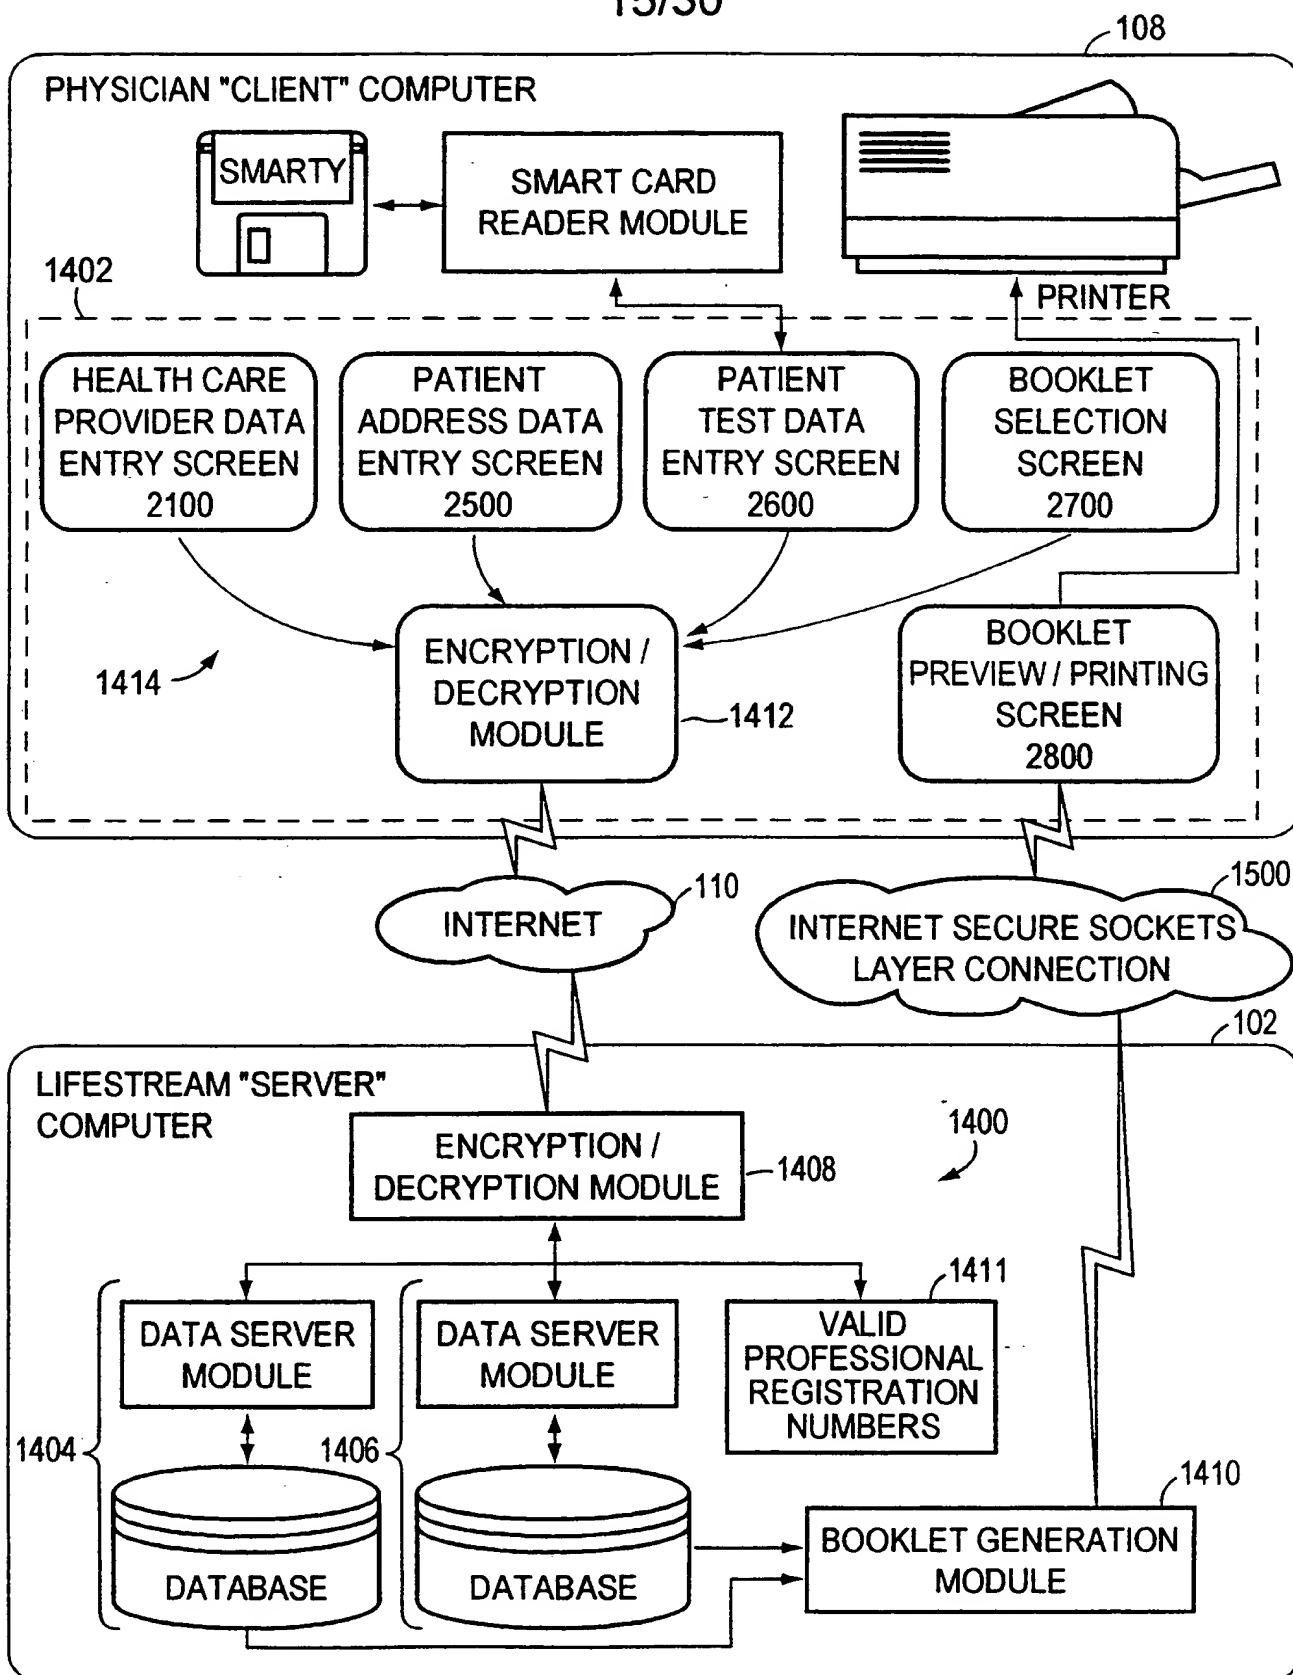 15/30
108
PHYSICIAN "CLIENT" COMPUTER
SMARTY
SMART CARD
READER MODULE
PRINTER
1402
HEALTH CARE
PROVIDER DATA
ENTRY SCREEN
2100
PATIENT
ADDRESS DATA
ENTRY SCREEN
2500
PATIENT
TEST DATA
ENTRY SCREEN
2600
BOOKLET
SELECTION
SCREEN
2700
1414
ENCRYPTION /
DECRYPTION
MODULE
1412
BOOKLET
PREVIEW / PRINTING
SCREEN
2800
INTERNET
110
INTERNET SECURE SOCKETS
LAYER CONNECTION
1500
102
LIFESTREAM "SERVER"
COMPUTER
ENCRYPTION /
DECRYPTION MODULE
1408
1400
1404
DATA SERVER
MODULE
DATABASE
1406
DATA SERVER
MODULE
DATABASE
1411
VALID
PROFESSIONAL
REGISTRATION
NUMBERS
1410
BOOKLET GENERATION
MODULE